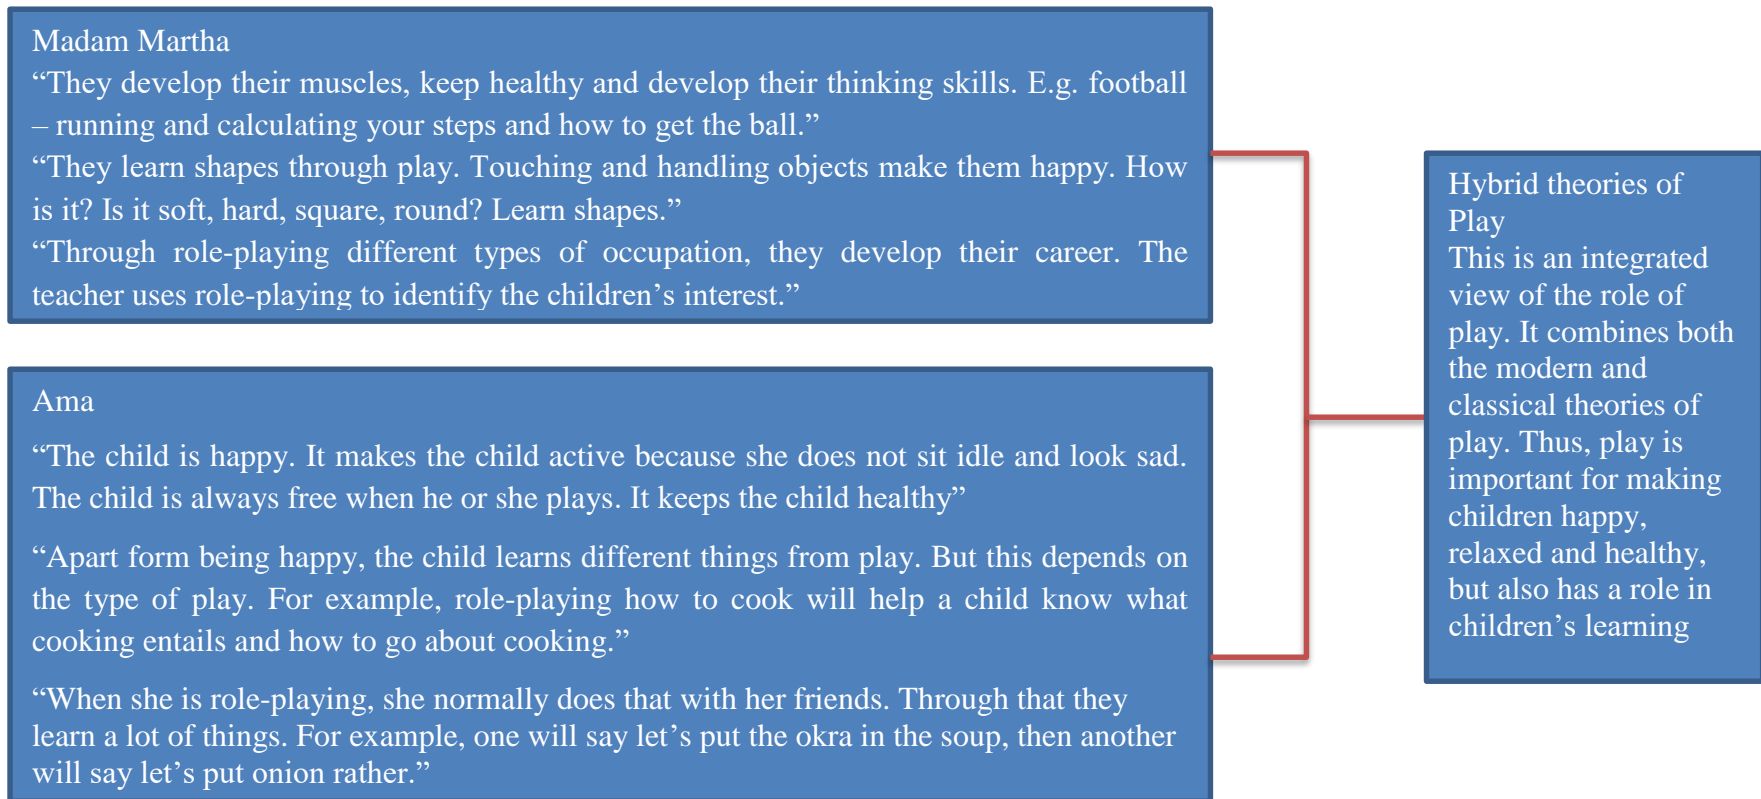 Madam Martha
“They develop their muscles, keep healthy and develop their thinking skills. E.g. football
– running and calculating your steps and how to get the ball.”
“They learn shapes through play. Touching and handling objects make them happy. How
is it? Is it soft, hard, square, round? Learn shapes.”
“Through role-playing different types of occupation, they develop their career. The
teacher uses role-playing to identify the children’s interest.”
Ama
“The child is happy. It makes the child active because she does not sit idle and look sad.
The child is always free when he or she plays. It keeps the child healthy”
“Apart form being happy, the child learns different things from play. But this depends on
the type of play. For example, role-playing how to cook will help a child know what
cooking entails and how to go about cooking.”
“When she is role-playing, she normally does that with her friends. Through that they
learn a lot of things. For example, one will say let’s put the okra in the soup, then another
will say let’s put onion rather.”
Hybrid theories of
Play
This is an integrated
view of the role of
play. It combines both
the modern and
classical theories of
play. Thus, play is
important for making
children happy,
relaxed and healthy,
but also has a role in
children’s learning